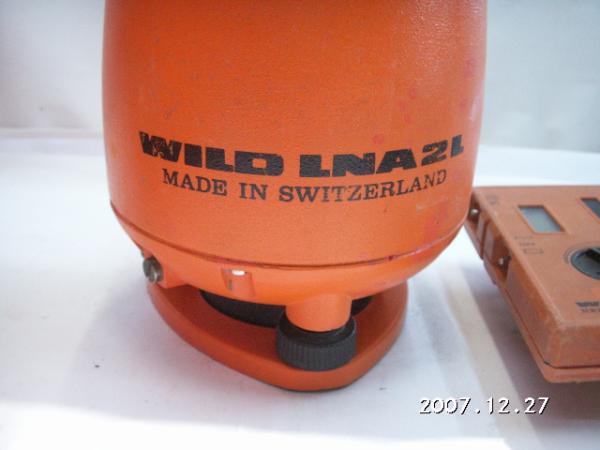 WILD LNA2L
MADE IN SWITZERLAND
2007.12.27